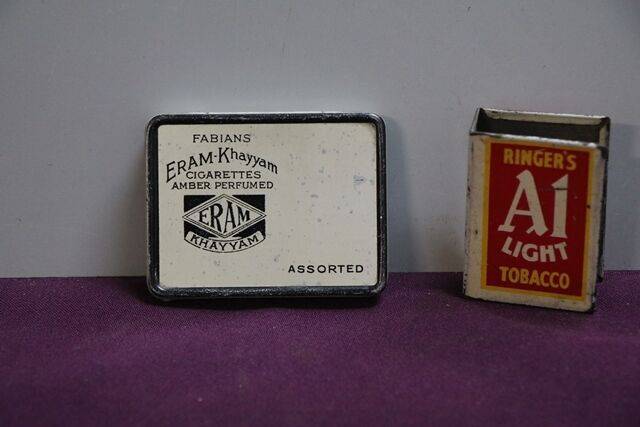 FABIANS
ERAM-Khayyam
CIGARETTES
AMBER PERFUMED
ERAM
KHAYYAM
ASSORTED
RINGER'S
A1
LIGHT
TOBACCO